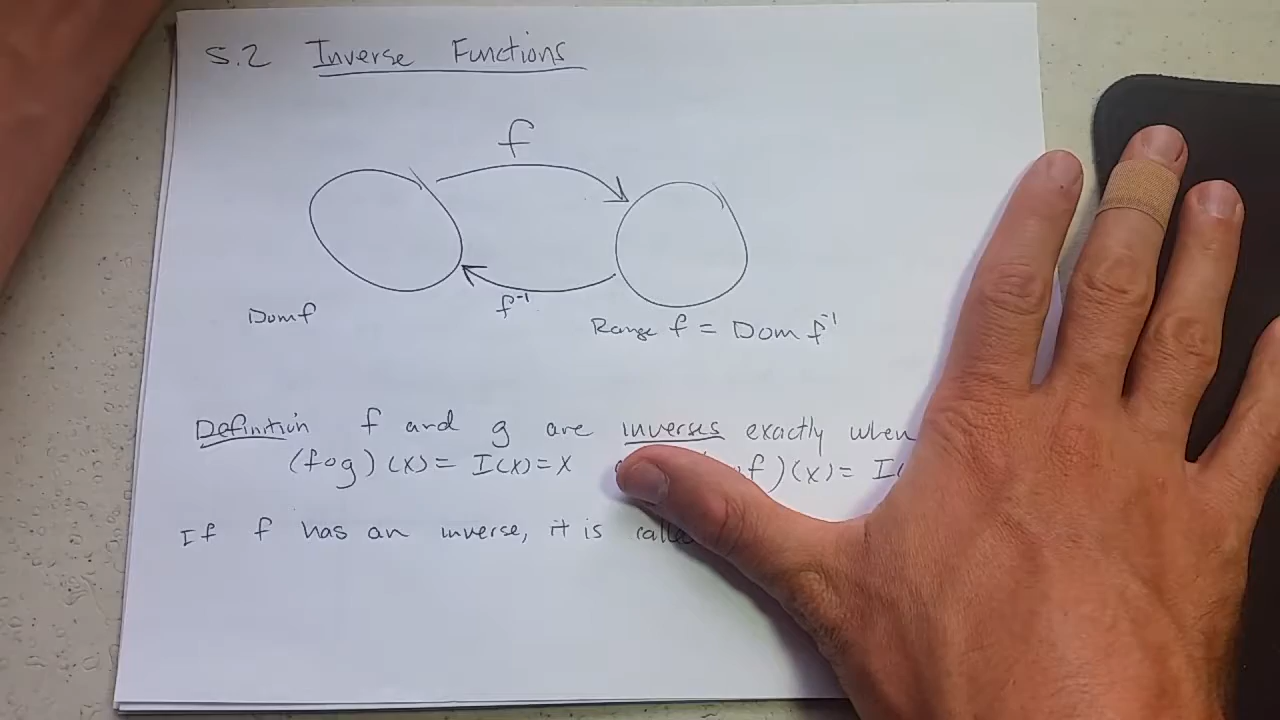 5.2 Inverse Functions
f
f⁻¹
Dom f
Range f = Dom f⁻¹
Definition f and g are inverses exactly when
(f∘g)(x) = I(x) = x f)(x) = I(
If f has an inverse, it is